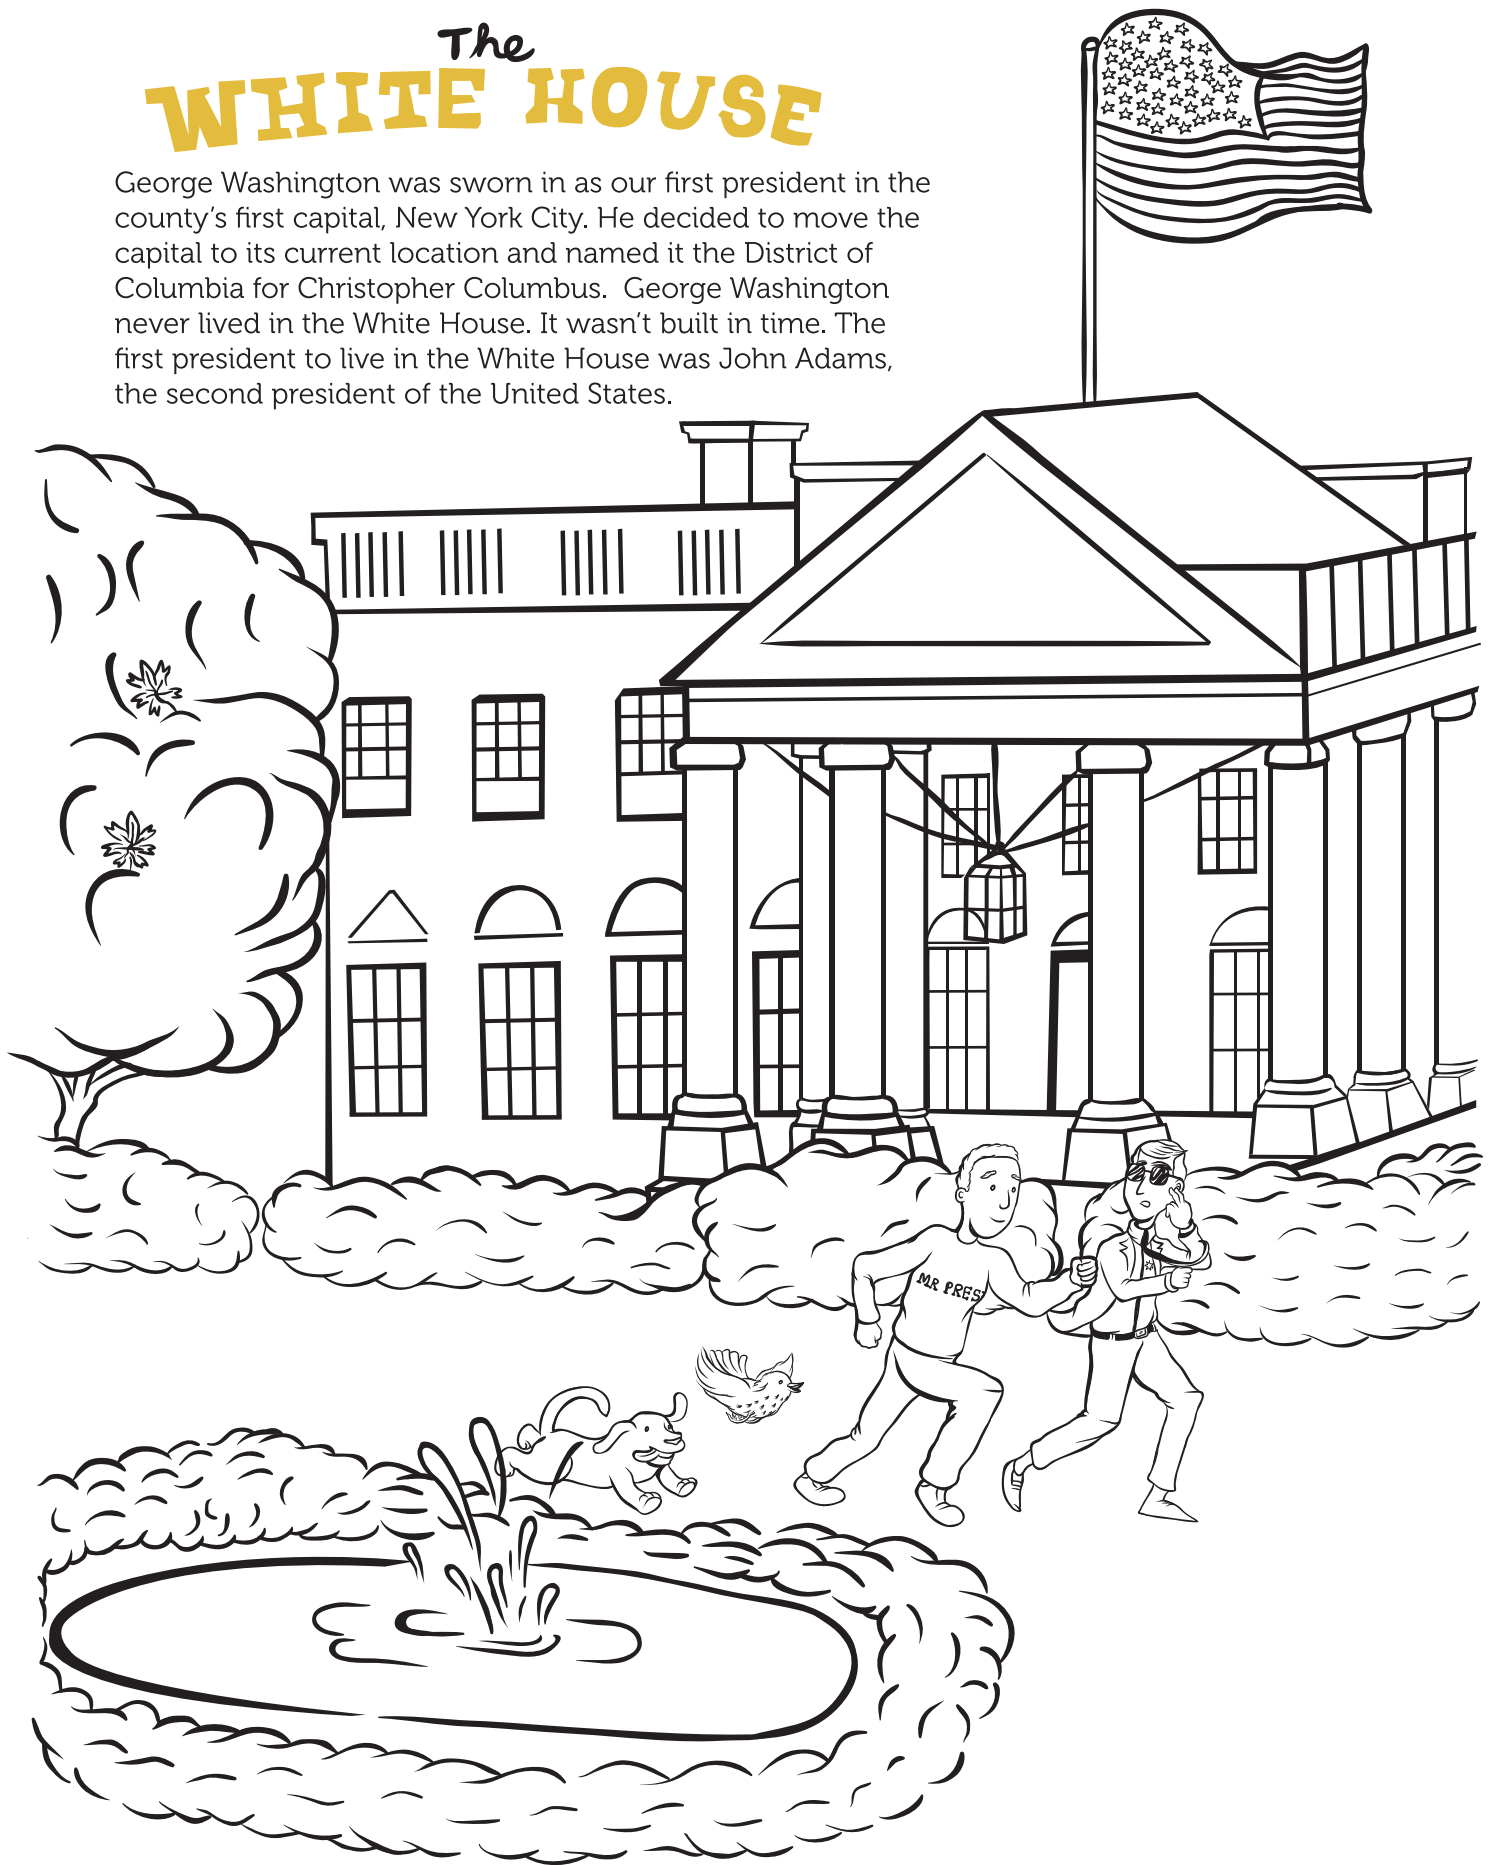 The
WHITE HOUSE
George Washington was sworn in as our first president in the
county's first capital, New York City. He decided to move the
capital to its current location and named it the District of
Columbia for Christopher Columbus.  George Washington
never lived in the White House. It wasn't built in time. The
first president to live in the White House was John Adams,
the second president of the United States.
MR PRES